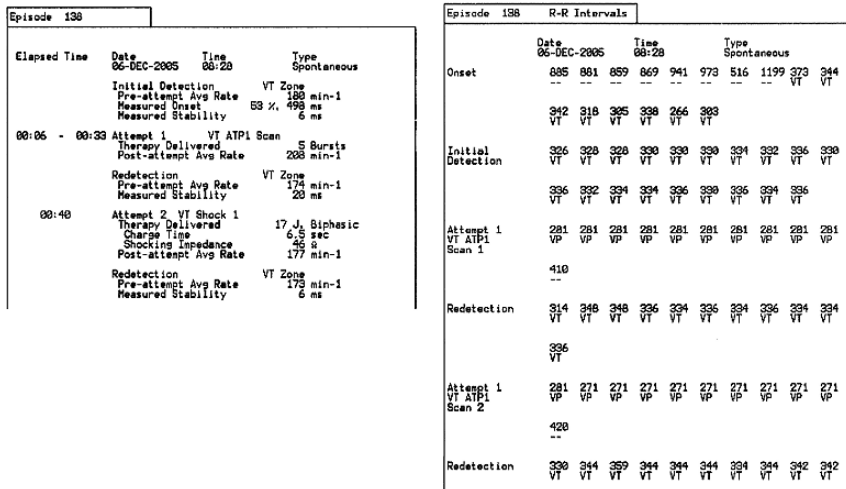 Episode 138
Elapsed Time Date Time Type
06-DEC-2005 08:28 Spontaneous
Initial Detection VT Zone
Pre-attempt Avg Rate 180 min-1
Measured Onset 53 %, 498 ms
Measured Stability 6 ms
00:06 - 00:33 Attempt 1 VT ATP1 Scan
Therapy Delivered 5 Bursts
Post-attempt Avg Rate 208 min-1
Redetection VT Zone
Pre-attempt Avg Rate 174 min-1
Measured Stability 20 ms
00:40 Attempt 2 VT Shock 1
Therapy Delivered 17 J, Biphasic
Charge Time 6.5 sec
Shocking Impedance 46 Ω
Post-attempt Avg Rate 177 min-1
Redetection VT Zone
Pre-attempt Avg Rate 173 min-1
Measured Stability 6 ms
Episode 138 R-R Intervals
Date Time Type
06-DEC-2005 08:28 Spontaneous
Onset 885 881 859 869 941 973 516 1199 373 344
-- -- -- -- -- -- -- -- VT VT
342 318 305 338 266 303
VT VT VT VT VT VT
Initial 326 328 328 330 330 330 334 332 336 330
Detection VT VT VT VT VT VT VT VT VT VT
336 332 334 334 336 330 336 334 336
VT VT VT VT VT VT VT VT VT
Attempt 1 281 281 281 281 281 281 281 281 281 281
VT ATP1 VP VP VP VP VP VP VP VP VP VP
Scan 1
410
--
Redetection 314 348 348 336 334 336 334 336 334 334
VT VT VT VT VT VT VT VT VT VT
336
VT
Attempt 1 281 271 271 271 271 271 271 271 271 271
VT ATP1 VP VP VP VP VP VP VP VP VP VP
Scan 2
420
--
Redetection 330 344 359 344 344 344 334 344 342 342
VT VT VT VT VT VT VT VT VT VT